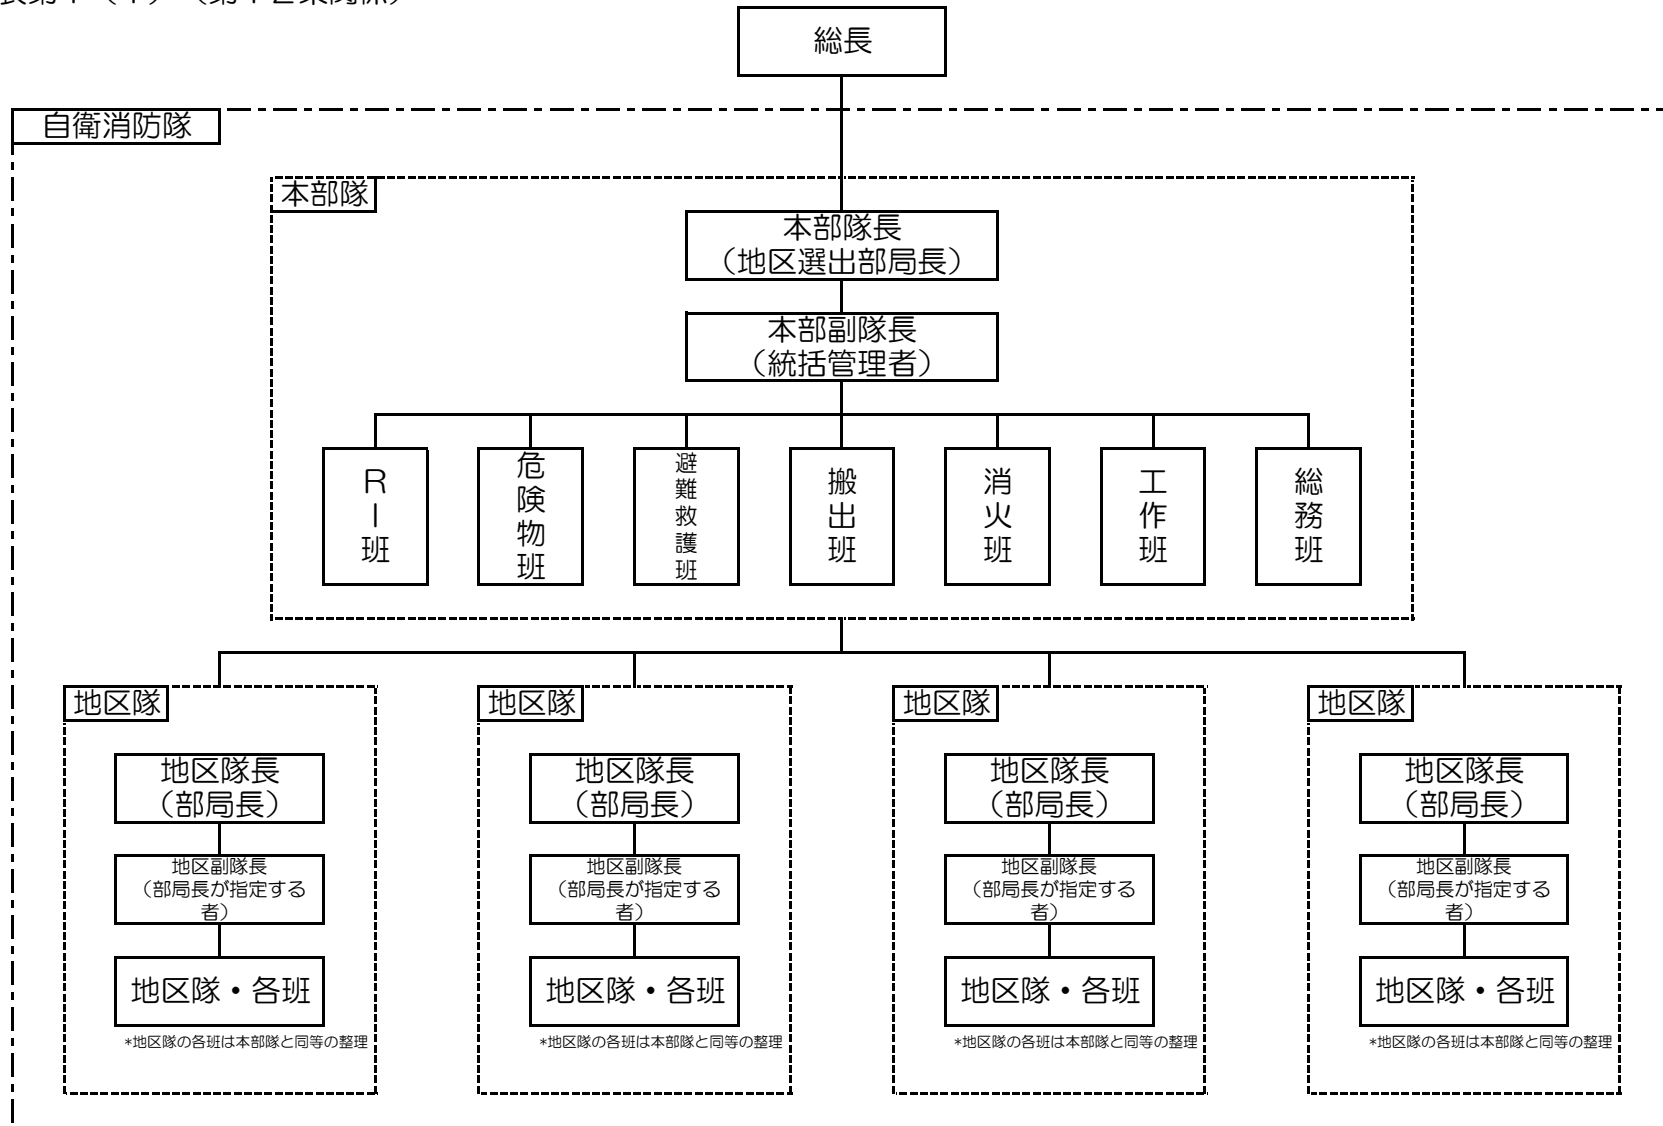 総長
自衛消防隊
本部隊
本部隊長
（地区選出部局長）
本部副隊長
（統括管理者）
RI班
危険物班
避難救護班
搬出班
消火班
工作班
総務班
地区隊
地区隊長
（部局長）
地区副隊長
（部局長が指定する
者）
地区隊・各班
*地区隊の各班は本部隊と同等の整理
地区隊
地区隊長
（部局長）
地区副隊長
（部局長が指定する
者）
地区隊・各班
*地区隊の各班は本部隊と同等の整理
地区隊
地区隊長
（部局長）
地区副隊長
（部局長が指定する
者）
地区隊・各班
*地区隊の各班は本部隊と同等の整理
地区隊
地区隊長
（部局長）
地区副隊長
（部局長が指定する
者）
地区隊・各班
*地区隊の各班は本部隊と同等の整理